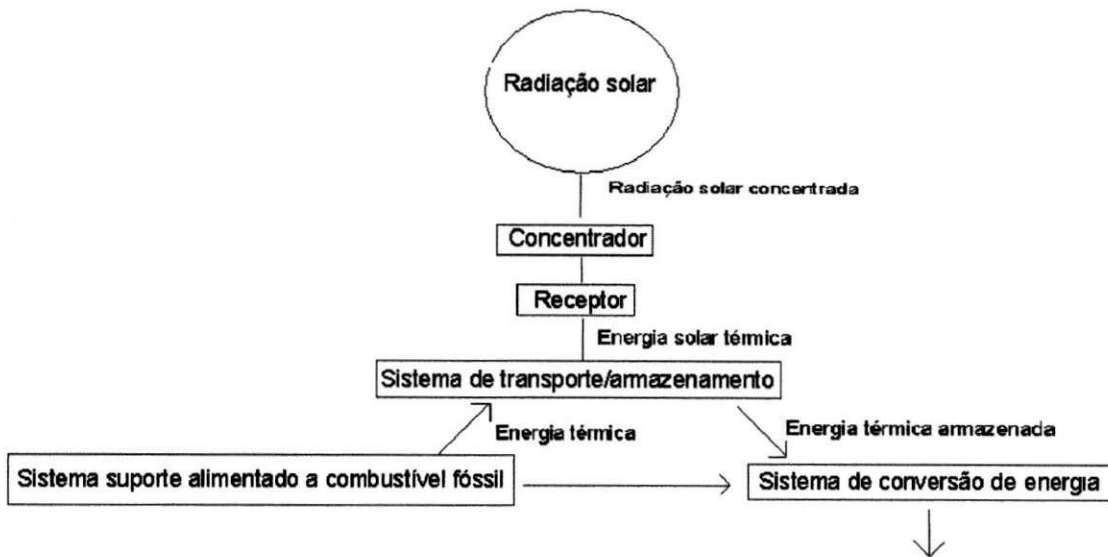 Radiação solar
Radiação solar concentrada
Concentrador
Receptor
Energia solar térmica
Sistema de transporte/armazenamento
Energia térmica
Energia térmica armazenada
Sistema suporte alimentado a combustível fóssil
Sistema de conversão de energia